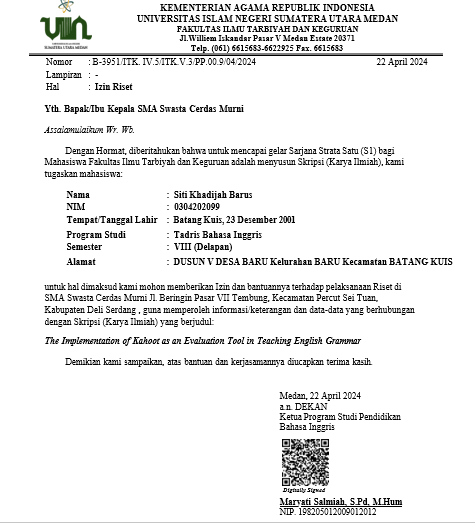 KEMENTERIAN AGAMA REPUBLIK INDONESIA
UNIVERSITAS ISLAM NEGERI SUMATERA UTARA MEDAN
FAKULTAS ILMU TARBIYAH DAN KEGURUAN
Jl.Williem Iskandar Pasar V Medan Estate 20371
Telp. (061) 6615683-6622925 Fax. 6615683
Nomor : B-3951/ITK. IV.5/ITK.V.3/PP.00.9/04/2024 22 April 2024
Lampiran : -
Hal : Izin Riset
Yth. Bapak/Ibu Kepala SMA Swasta Cerdas Murni
Assalamulaikum Wr. Wb.
Dengan Hormat, diberitahukan bahwa untuk mencapai gelar Sarjana Strata Satu (S1) bagi
Mahasiswa Fakultas Ilmu Tarbiyah dan Keguruan adalah menyusun Skripsi (Karya Ilmiah), kami
tugaskan mahasiswa:
Nama : Siti Khadijah Barus
NIM : 0304202099
Tempat/Tanggal Lahir : Batang Kuis, 23 Desember 2001
Program Studi : Tadris Bahasa Inggris
Semester : VIII (Delapan)
Alamat : DUSUN V DESA BARU Kelurahan BARU Kecamatan BATANG KUIS
untuk hal dimaksud kami mohon memberikan Izin dan bantuannya terhadap pelaksanaan Riset di
SMA Swasta Cerdas Murni Jl. Beringin Pasar VII Tembung, Kecamatan Percut Sei Tuan,
Kabupaten Deli Serdang , guna memperoleh informasi/keterangan dan data-data yang berhubungan
dengan Skripsi (Karya Ilmiah) yang berjudul:
The Implementation of Kahoot as an Evaluation Tool in Teaching English Grammar
Demikian kami sampaikan, atas bantuan dan kerjasamannya diucapkan terima kasih.
Medan, 22 April 2024
a.n. DEKAN
Ketua Program Studi Pendidikan
Bahasa Inggris
Digitally Signed
Maryati Salmiah, S.Pd, M.Hum
NIP. 198205012009012012